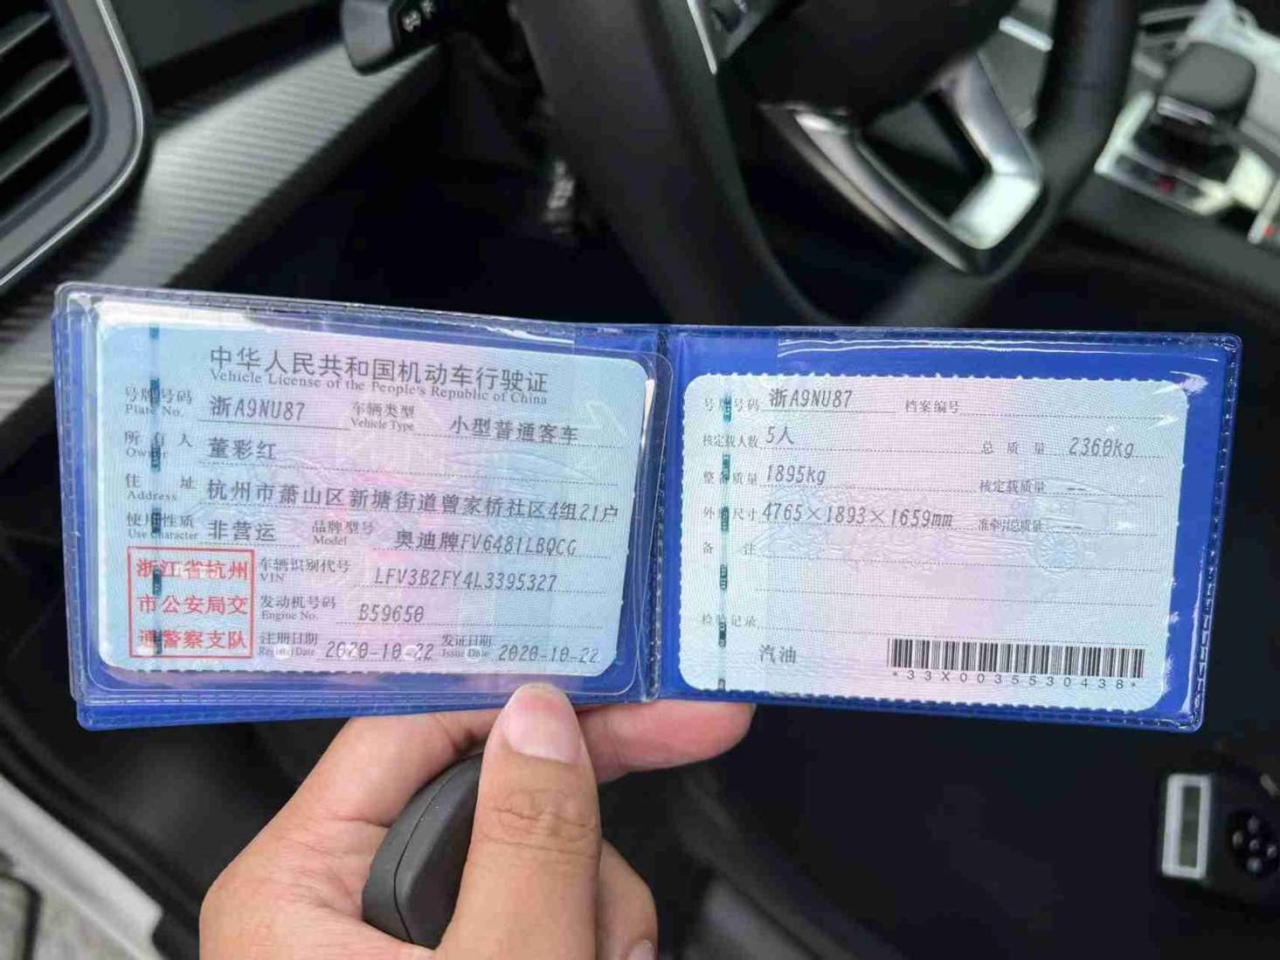 中华人民共和国机动车行驶证
Vehicle License of the People's Republic of China
号牌号码 浙A9NU87 车辆类型 小型普通客车
Plate No. Vehicle Type
所有人 董彩红
Owner
住址 杭州市萧山区新塘街道曾家桥社区4组21户
Address
使用性质 非营运 品牌型号 奥迪牌FV6481LBQCG
Use Character Model
浙江省杭州
市公安局交
通警察支队
车辆识别代号 LFV3B2FY4L3395327
VIN
发动机号码 B59650
Engine No.
注册日期 2020-10-22 发证日期 2020-10-22
Register Date Issue Date
号牌号码 浙A9NU87 档案编号
核定载人数 5人 总质量 2360kg
整备质量 1895kg 核定载质量 --
外廓尺寸 4765×1893×1659mm 准牵引总质量 --
备注
检验记录
汽油
*33X0035530438*